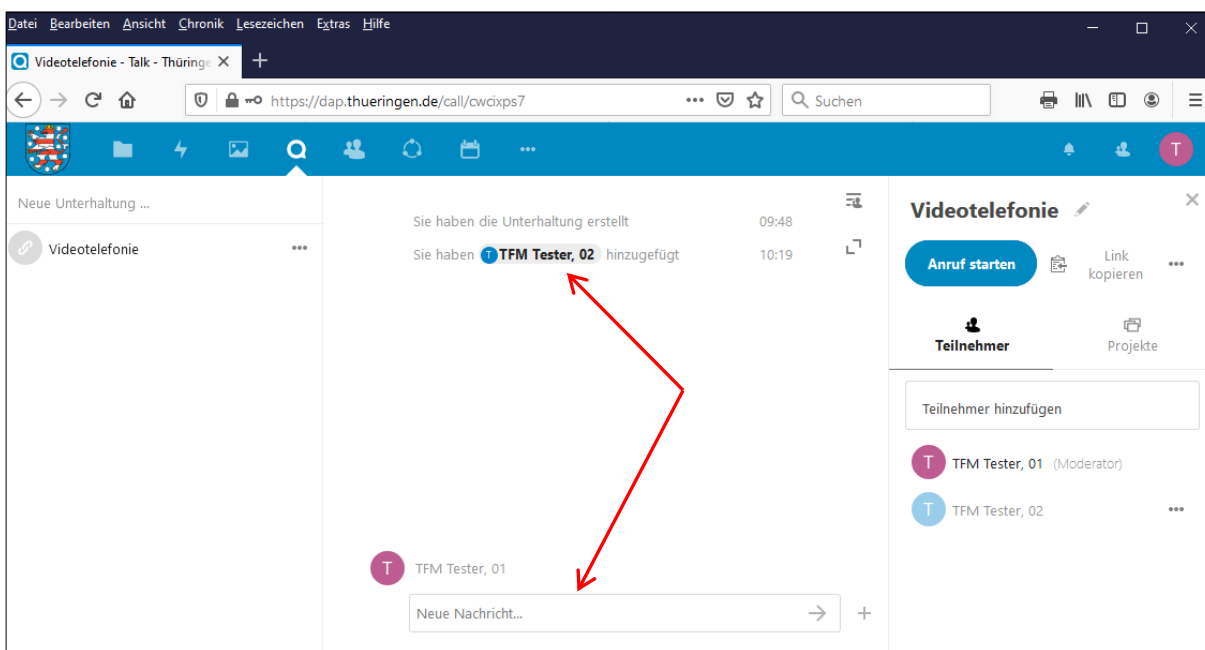 Datei Bearbeiten Ansicht Chronik Lesezeichen Extras Hilfe
Videotelefonie - Talk - Thüringe
https://dap.thueringen.de/call/cwcixps7
Suchen
T
Neue Unterhaltung ...
Videotelefonie
Sie haben die Unterhaltung erstellt 09:48
Sie haben T TFM Tester, 02 hinzugefügt 10:19
T TFM Tester, 01
Neue Nachricht...
Videotelefonie
Anruf starten
Link
kopieren
Teilnehmer
Projekte
Teilnehmer hinzufügen
T TFM Tester, 01 (Moderator)
T TFM Tester, 02